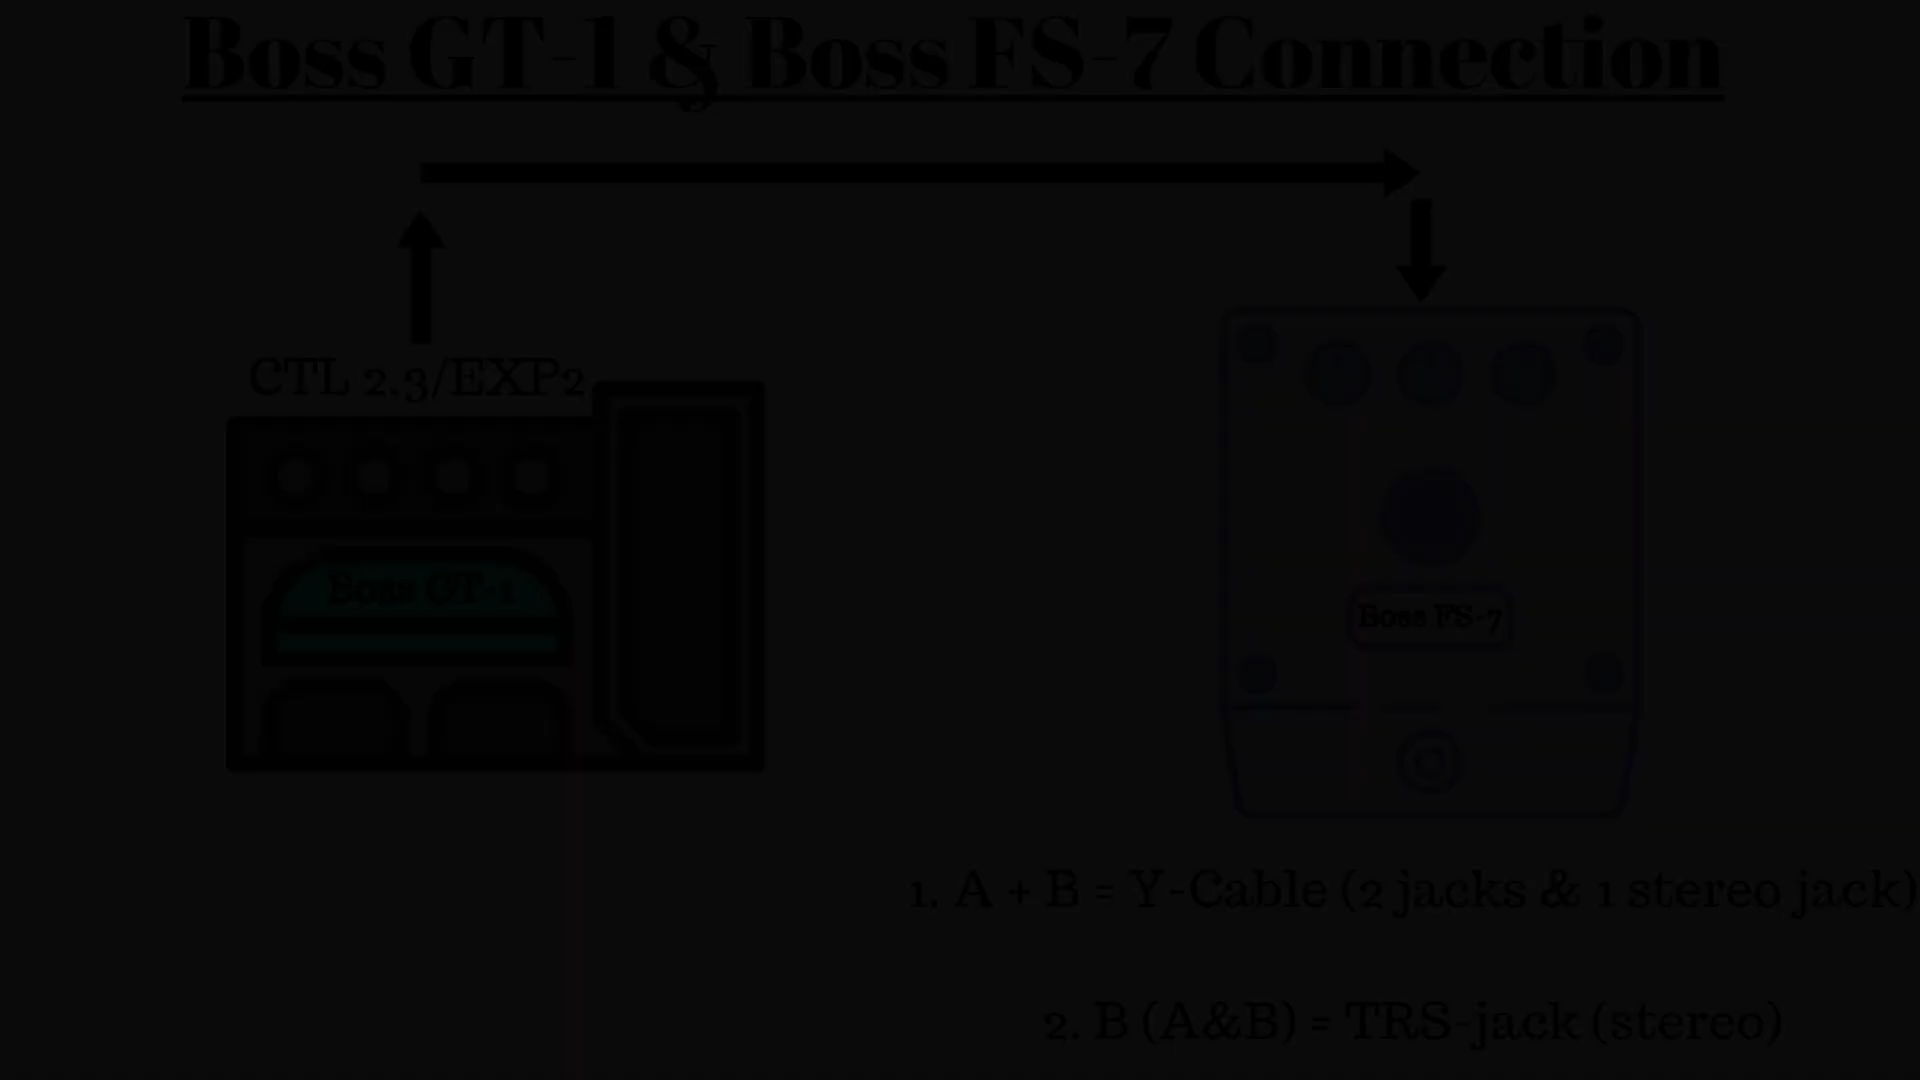 Boss GT-1 & Boss FS-7 Connection
CTL 2.3/EXP2
Boss GT-1
Boss FS-7
1. A + B = Y-Cable (2 jacks & 1 stereo jack)
2. B (A&B) = TRS-jack (stereo)